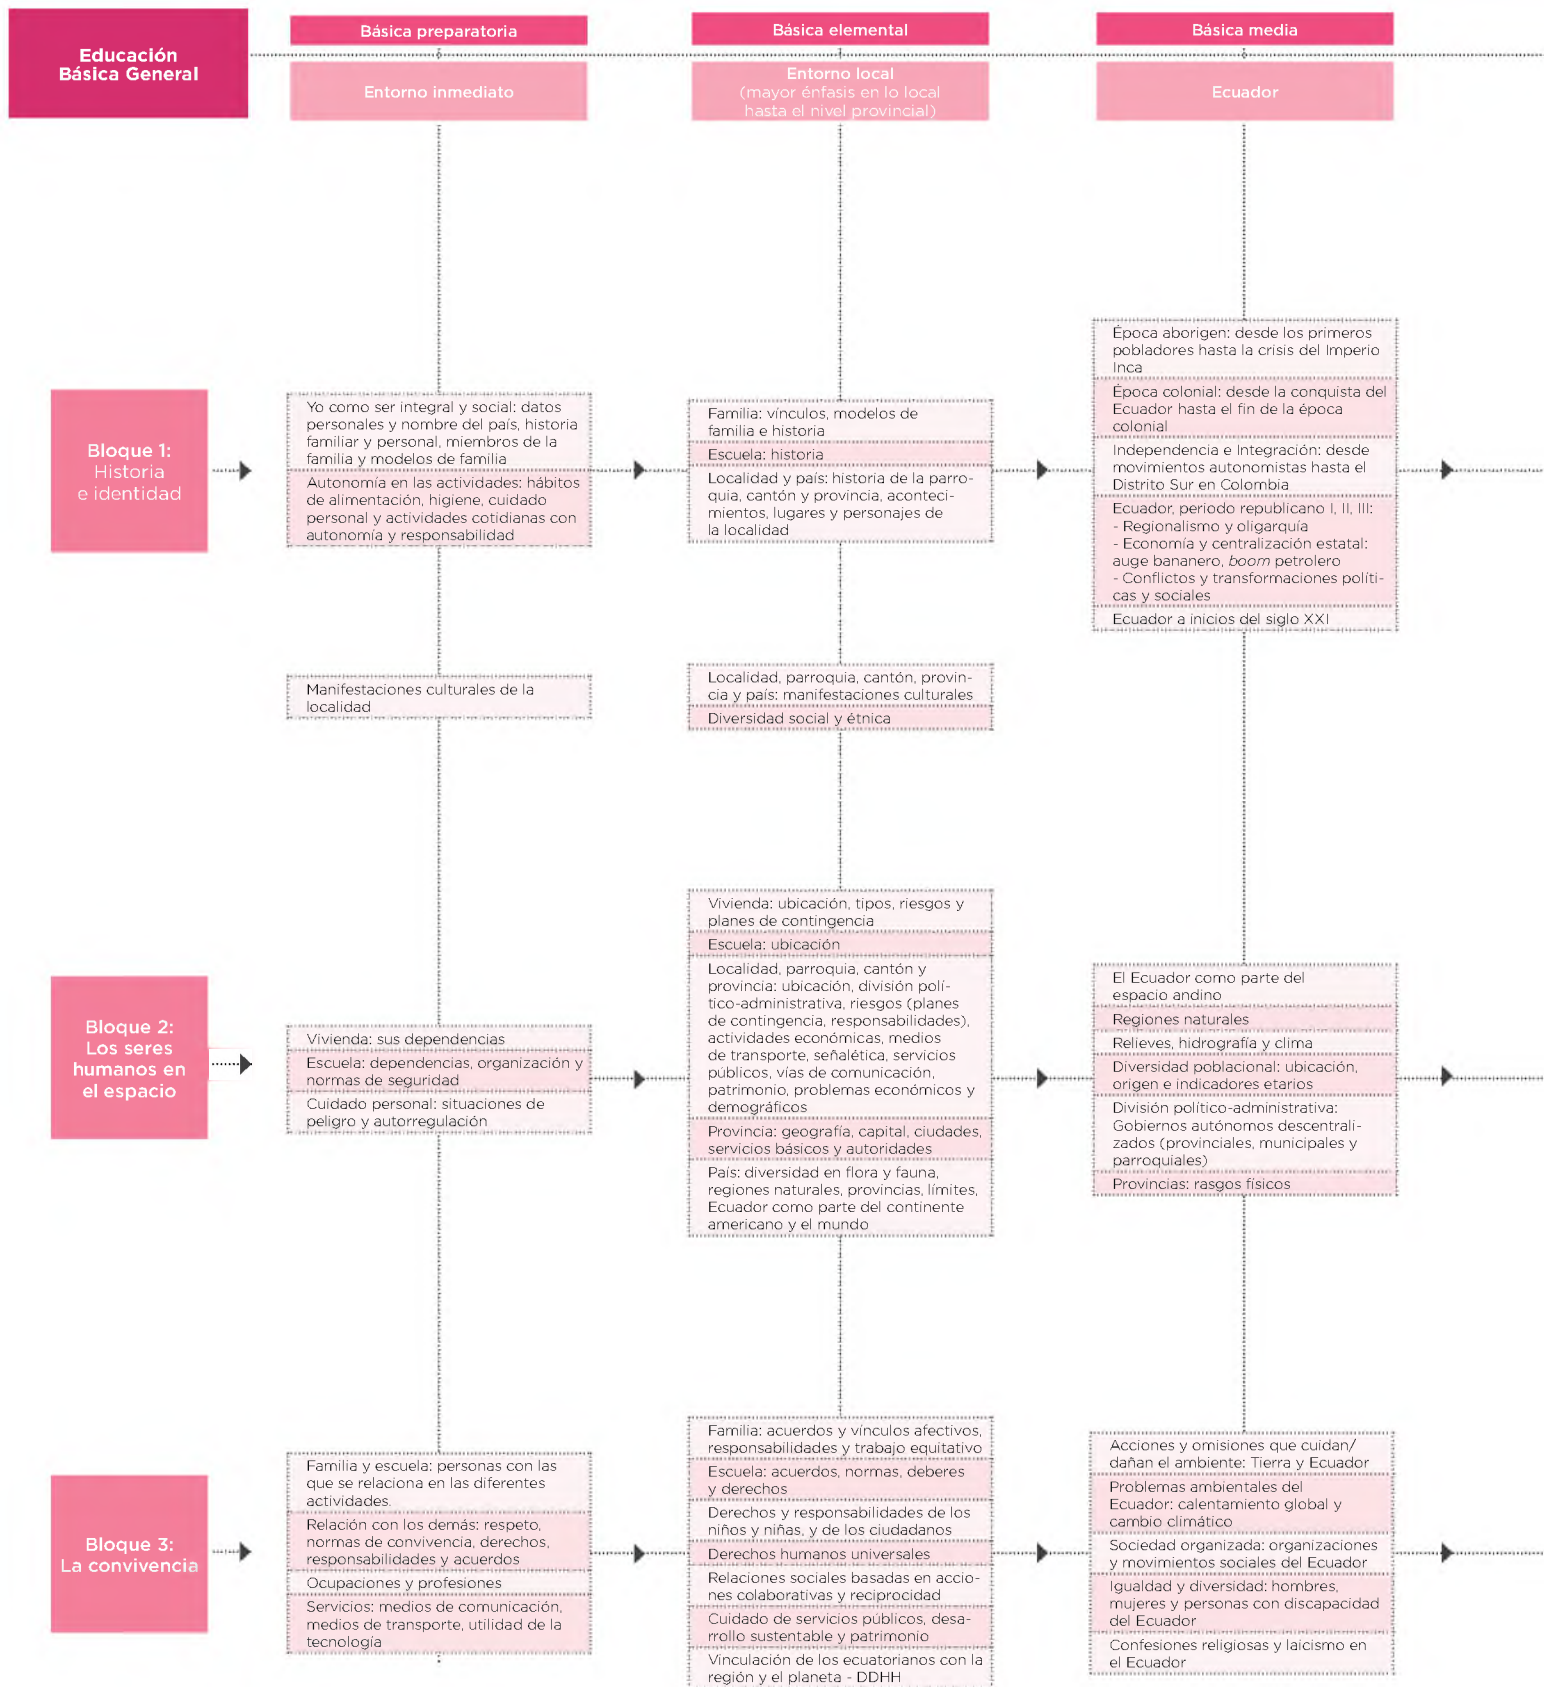 Educación
Básica General
Básica preparatoria
Básica elemental
Básica media
Entorno inmediato
Entorno local
(mayor énfasis en lo local
hasta el nivel provincial)
Ecuador
Bloque 1:
Historia
e identidad
Yo como ser integral y social: datos
personales y nombre del país, historia
familiar y personal, miembros de la
familia y modelos de familia
Autonomía en las actividades: hábitos
de alimentación, higiene, cuidado
personal y actividades cotidianas con
autonomía y responsabilidad
Familia: vínculos, modelos de
familia e historia
Escuela: historia
Localidad y país: historia de la parro-
quia, cantón y provincia, aconteci-
mientos, lugares y personajes de
la localidad
Época aborigen: desde los primeros
pobladores hasta la crisis del Imperio
Inca
Época colonial: desde la conquista del
Ecuador hasta el fin de la época
colonial
Independencia e Integración: desde
movimientos autonomistas hasta el
Distrito Sur en Colombia
Ecuador, periodo republicano I, II, III:
- Regionalismo y oligarquía
- Economía y centralización estatal:
auge bananero, boom petrolero
- Conflictos y transformaciones políti-
cas y sociales
Ecuador a inicios del siglo XXI
Manifestaciones culturales de la
localidad
Localidad, parroquia, cantón, provin-
cia y país: manifestaciones culturales
Diversidad social y étnica
Bloque 2:
Los seres
humanos en
el espacio
Vivienda: sus dependencias
Escuela: dependencias, organización y
normas de seguridad
Cuidado personal: situaciones de
peligro y autorregulación
Vivienda: ubicación, tipos, riesgos y
planes de contingencia
Escuela: ubicación
Localidad, parroquia, cantón y
provincia: ubicación, división polí-
tico-administrativa, riesgos (planes
de contingencia, responsabilidades),
actividades económicas, medios
de transporte, señalética, servicios
públicos, vías de comunicación,
patrimonio, problemas económicos y
demográficos
Provincia: geografía, capital, ciudades,
servicios básicos y autoridades
País: diversidad en flora y fauna,
regiones naturales, provincias, límites,
Ecuador como parte del continente
americano y el mundo
El Ecuador como parte del
espacio andino
Regiones naturales
Relieves, hidrografía y clima
Diversidad poblacional: ubicación,
origen e indicadores etarios
División político-administrativa:
Gobiernos autónomos descentrali-
zados (provinciales, municipales y
parroquiales)
Provincias: rasgos físicos
Bloque 3:
La convivencia
Familia y escuela: personas con las
que se relaciona en las diferentes
actividades.
Relación con los demás: respeto,
normas de convivencia, derechos,
responsabilidades y acuerdos
Ocupaciones y profesiones
Servicios: medios de comunicación,
medios de transporte, utilidad de la
tecnología
Familia: acuerdos y vínculos afectivos,
responsabilidades y trabajo equitativo
Escuela: acuerdos, normas, deberes
y derechos
Derechos y responsabilidades de los
niños y niñas, y de los ciudadanos
Derechos humanos universales
Relaciones sociales basadas en accio-
nes colaborativas y reciprocidad
Cuidado de servicios públicos, desa-
rrollo sustentable y patrimonio
Vinculación de los ecuatorianos con la
región y el planeta - DDHH
Acciones y omisiones que cuidan/
dañan el ambiente: Tierra y Ecuador
Problemas ambientales del
Ecuador: calentamiento global y
cambio climático
Sociedad organizada: organizaciones
y movimientos sociales del Ecuador
Igualdad y diversidad: hombres,
mujeres y personas con discapacidad
del Ecuador
Confesiones religiosas y laicismo en
el Ecuador